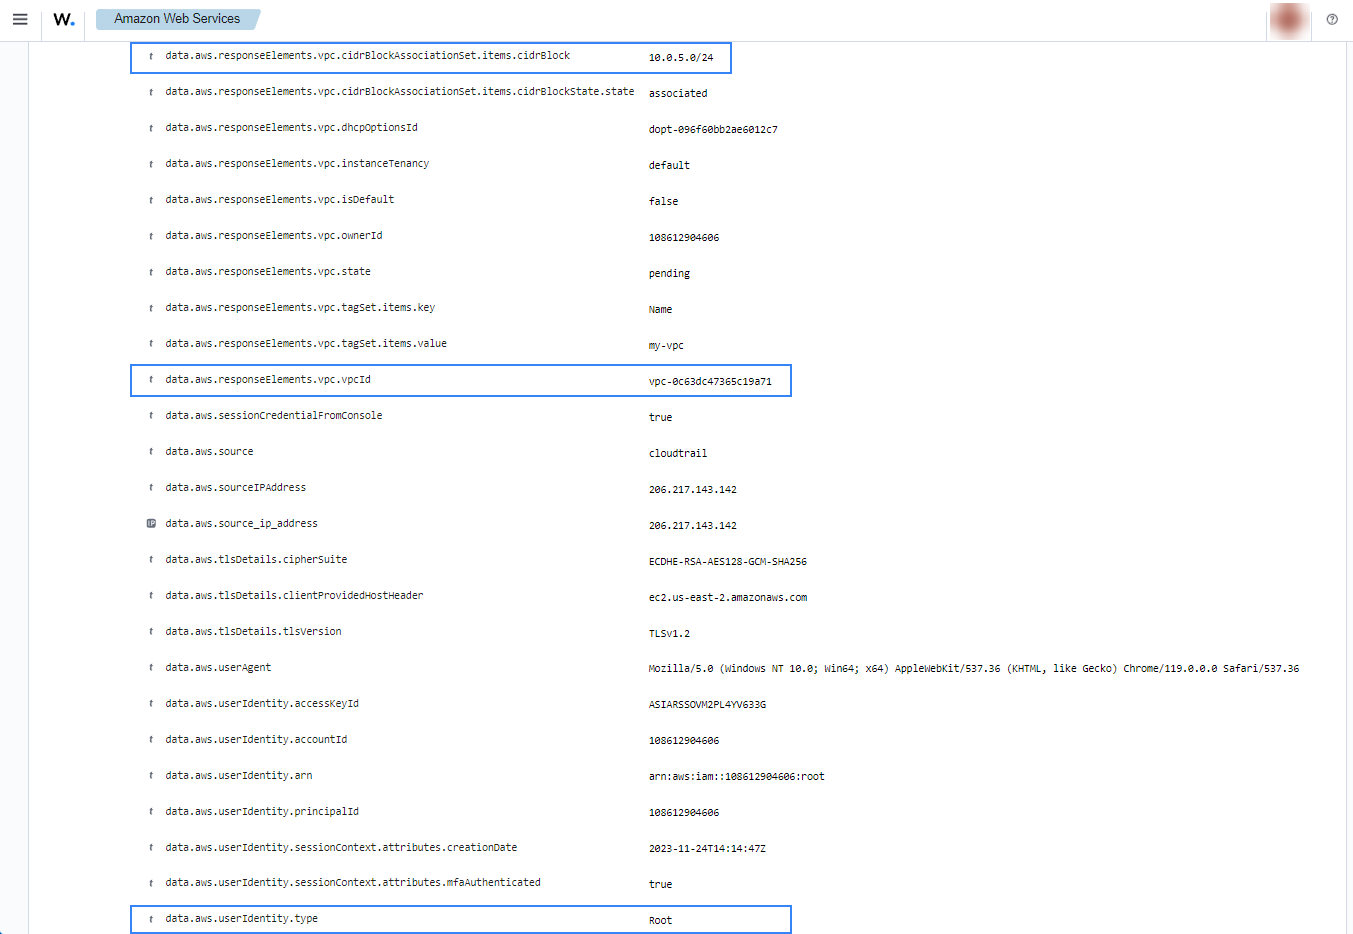 W. Amazon Web Services
t data.aws.responseElements.vpc.cidrBlockAssociationSet.items.cidrBlock 10.0.5.0/24
t data.aws.responseElements.vpc.cidrBlockAssociationSet.items.cidrBlockState.state associated
t data.aws.responseElements.vpc.dhcpOptionsId dopt-096f60bb2ae6012c7
t data.aws.responseElements.vpc.instanceTenancy default
t data.aws.responseElements.vpc.isDefault false
t data.aws.responseElements.vpc.ownerId 108612904606
t data.aws.responseElements.vpc.state pending
t data.aws.responseElements.vpc.tagSet.items.key Name
t data.aws.responseElements.vpc.tagSet.items.value my-vpc
t data.aws.responseElements.vpc.vpcId vpc-0c63dc47365c19a71
t data.aws.sessionCredentialFromConsole true
t data.aws.source cloudtrail
t data.aws.sourceIPAddress 206.217.143.142
IP data.aws.source_ip_address 206.217.143.142
t data.aws.tlsDetails.cipherSuite ECDHE-RSA-AES128-GCM-SHA256
t data.aws.tlsDetails.clientProvidedHostHeader ec2.us-east-2.amazonaws.com
t data.aws.tlsDetails.tlsVersion TLSv1.2
t data.aws.userAgent Mozilla/5.0 (Windows NT 10.0; Win64; x64) AppleWebKit/537.36 (KHTML, like Gecko) Chrome/119.0.0.0 Safari/537.36
t data.aws.userIdentity.accessKeyId ASIARSSOVM2PL4YV633G
t data.aws.userIdentity.accountId 108612904606
t data.aws.userIdentity.arn arn:aws:iam::108612904606:root
t data.aws.userIdentity.principalId 108612904606
t data.aws.userIdentity.sessionContext.attributes.creationDate 2023-11-24T14:14:47Z
t data.aws.userIdentity.sessionContext.attributes.mfaAuthenticated true
t data.aws.userIdentity.type Root